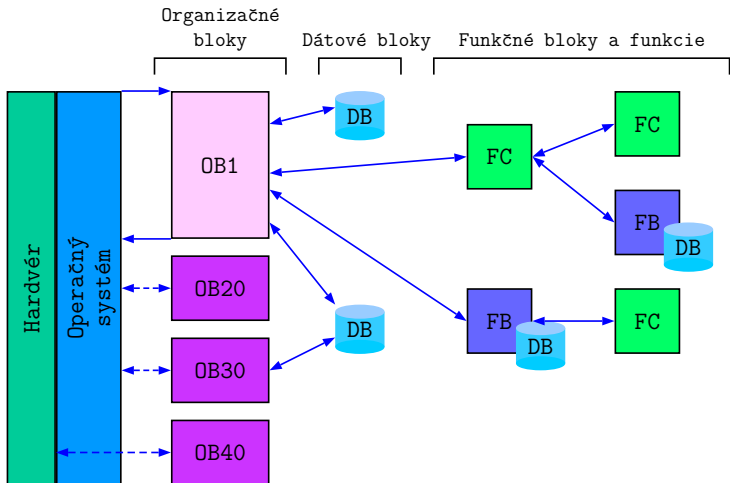 Organizačné
bloky
Dátové bloky
Funkčné bloky a funkcie
Hardvér
Operačný
systém
OB1
DB
FC
FC
FB
DB
OB20
OB30
DB
FB
DB
FC
OB40